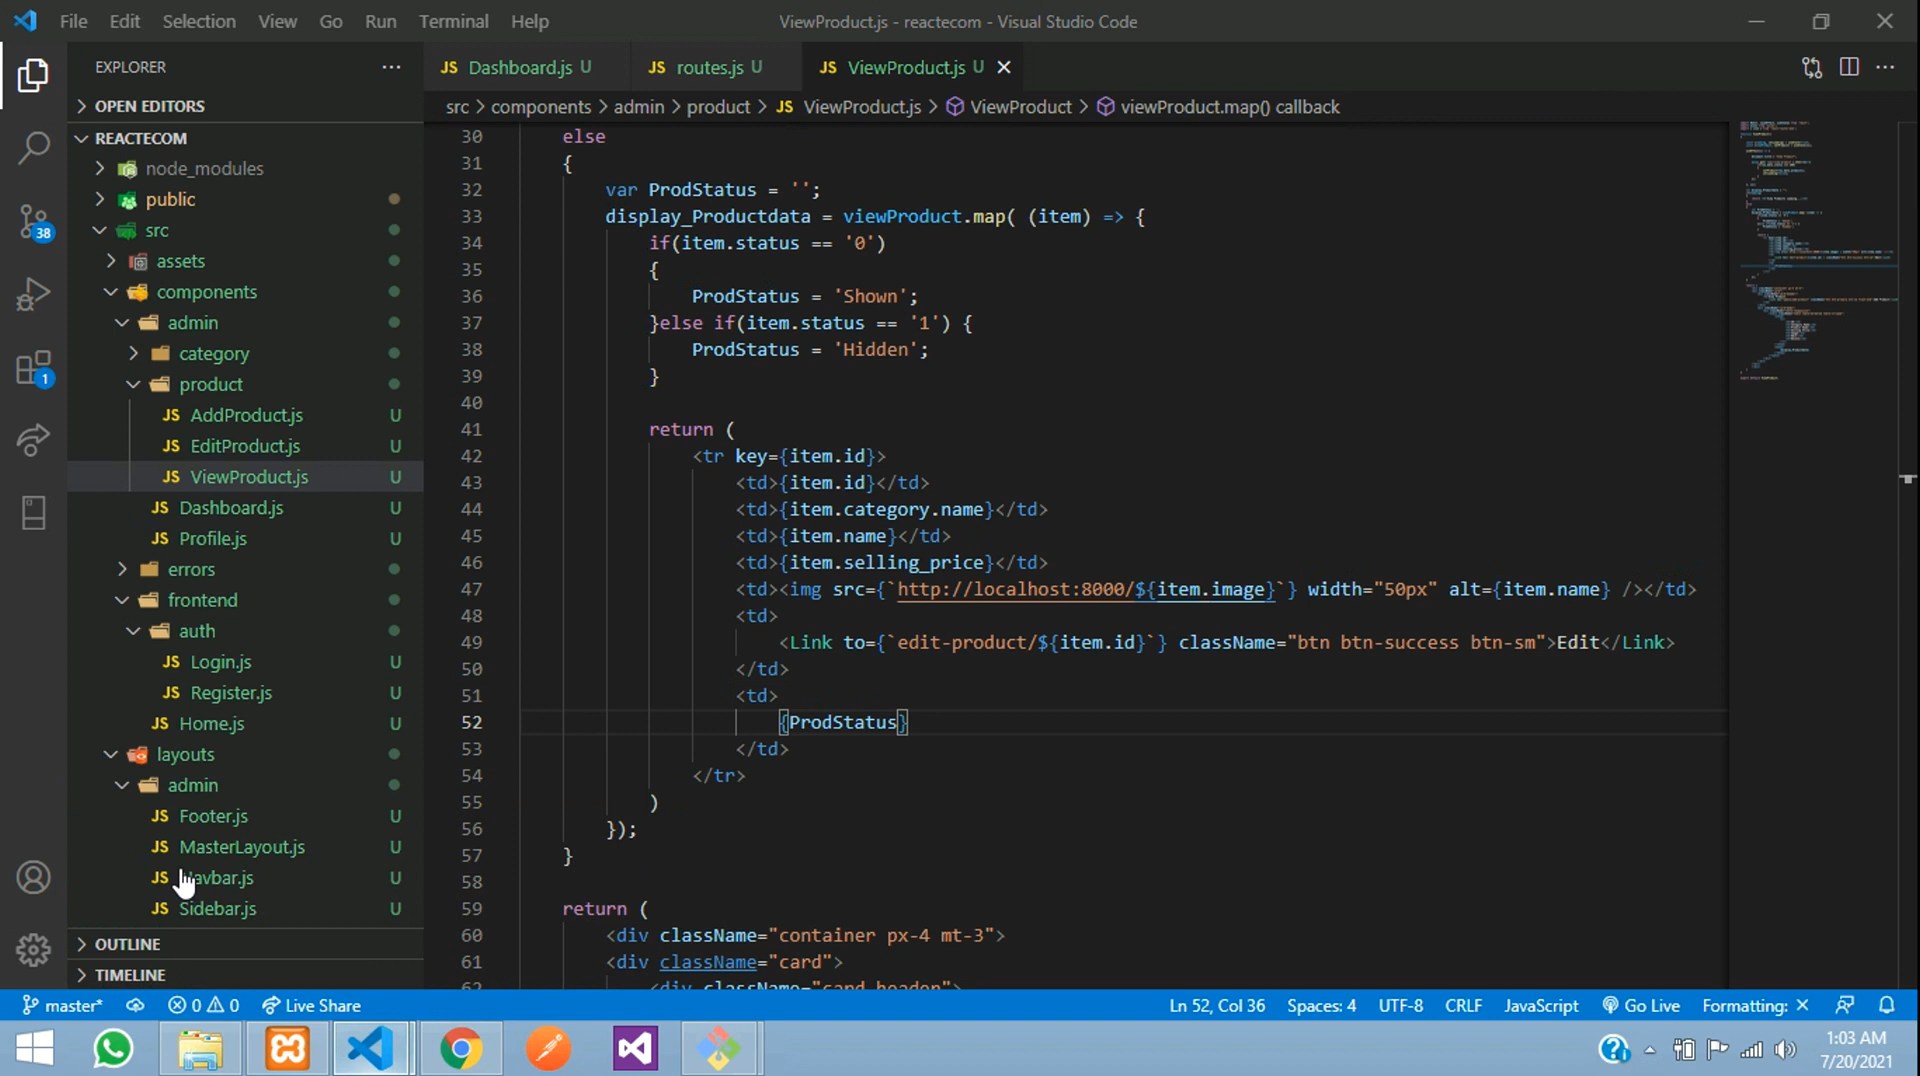 File Edit Selection View Go Run Terminal Help ViewProduct.js - reactecom - Visual Studio Code
EXPLORER
JS Dashboard.js U JS routes.js U JS ViewProduct.js U
OPEN EDITORS
src > components > admin > product > JS ViewProduct.js > ViewProduct > viewProduct.map() callback
REACTECOM
node_modules
public
src
assets
components
admin
category
product
JS AddProduct.js U
JS EditProduct.js U
JS ViewProduct.js U
JS Dashboard.js U
JS Profile.js U
errors
frontend
auth
JS Login.js U
JS Register.js U
JS Home.js U
layouts
admin
JS Footer.js U
JS MasterLayout.js U
JS avbar.js U
JS Sidebar.js U
OUTLINE
TIMELINE
38
1
30 else
31 {
32 var ProdStatus = '';
33 display_Productdata = viewProduct.map( (item) => {
34 if(item.status == '0')
35 {
36 ProdStatus = 'Shown';
37 }else if(item.status == '1') {
38 ProdStatus = 'Hidden';
39 }
40
41 return (
42 <tr key={item.id}>
43 <td>{item.id}</td>
44 <td>{item.category.name}</td>
45 <td>{item.name}</td>
46 <td>{item.selling_price}</td>
47 <td><img src={`http://localhost:8000/${item.image}`} width="50px" alt={item.name} /></td>
48 <td>
49 <Link to={`edit-product/${item.id}`} className="btn btn-success btn-sm">Edit</Link>
50 </td>
51 <td>
52 {ProdStatus}
53 </td>
54 </tr>
55 )
56 });
57 }
58
59 return (
60 <div className="container px-4 mt-3">
61 <div className="card">
62 <div className="card-header">
master* 0 0 Live Share Ln 52, Col 36 Spaces: 4 UTF-8 CRLF JavaScript Go Live Formatting: ×
1:03 AM
7/20/2021